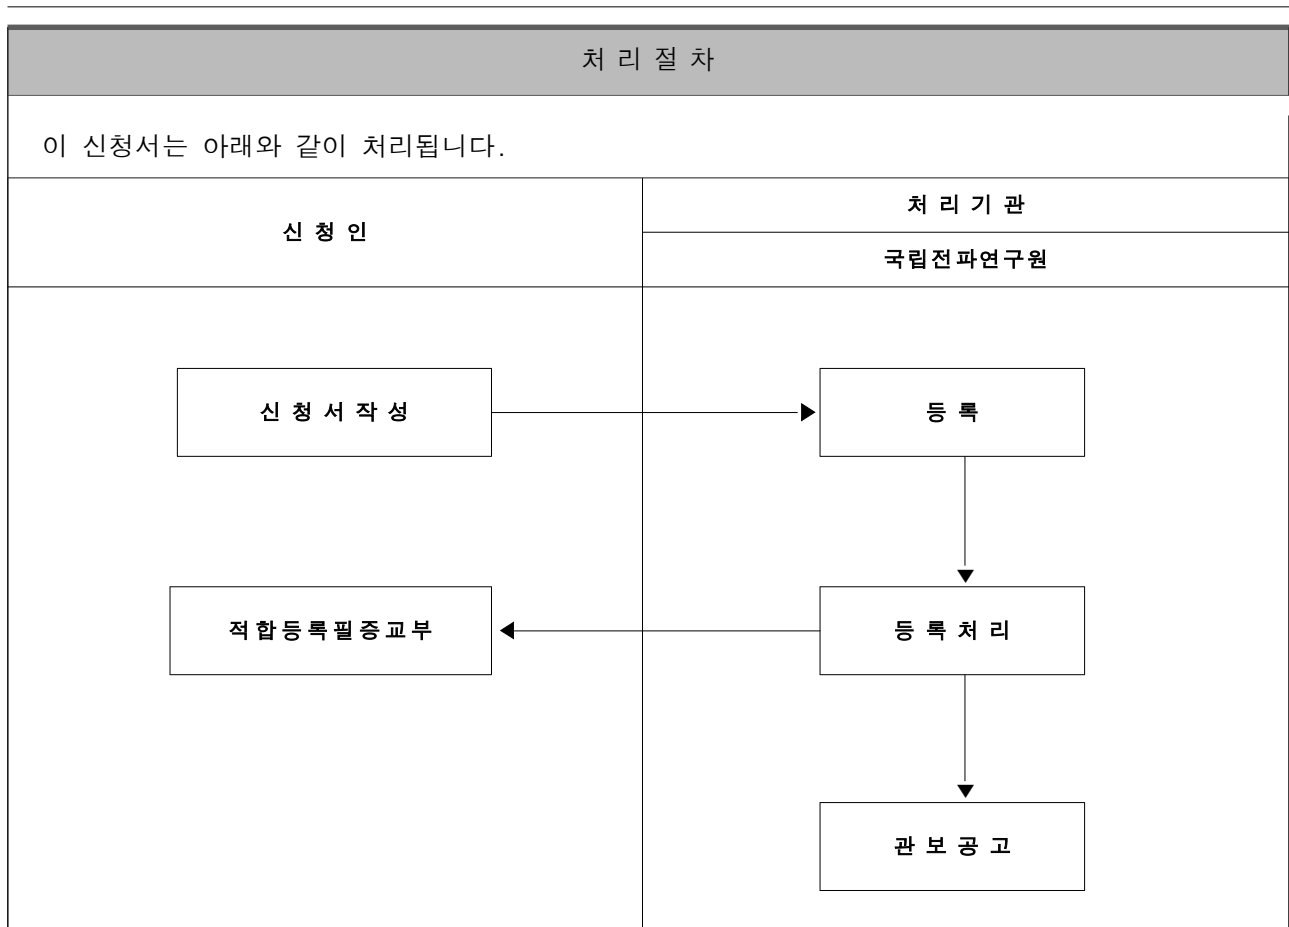 처 리 절 차
이 신청서는 아래와 같이 처리됩니다.
신 청 인
처 리 기 관
국립전파연구원
신 청 서 작 성
등 록
적합등록필증교부
등 록 처 리
관 보 공 고